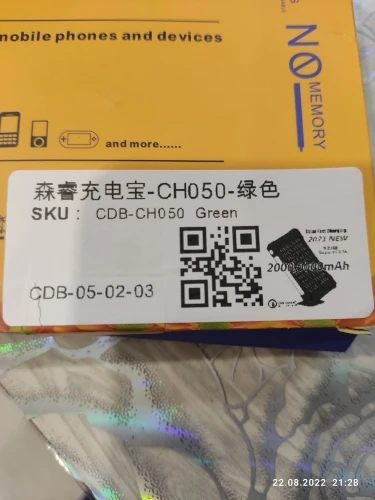 mobile phones and devices
NO
MEMORY
and more......
森睿充电宝-CH050-绿色
SKU： CDB-CH050 Green
2021 NEW
CDB-05-02-03
22.08.2022 21:28